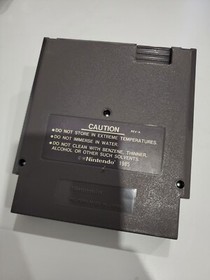 CAUTION
● DO NOT STORE IN EXTREME TEMPERATURES.
● DO NOT IMMERSE IN WATER.
● DO NOT CLEAN WITH BENZENE, THINNER,
ALCOHOL OR OTHER SUCH SOLVENTS
Nintendo